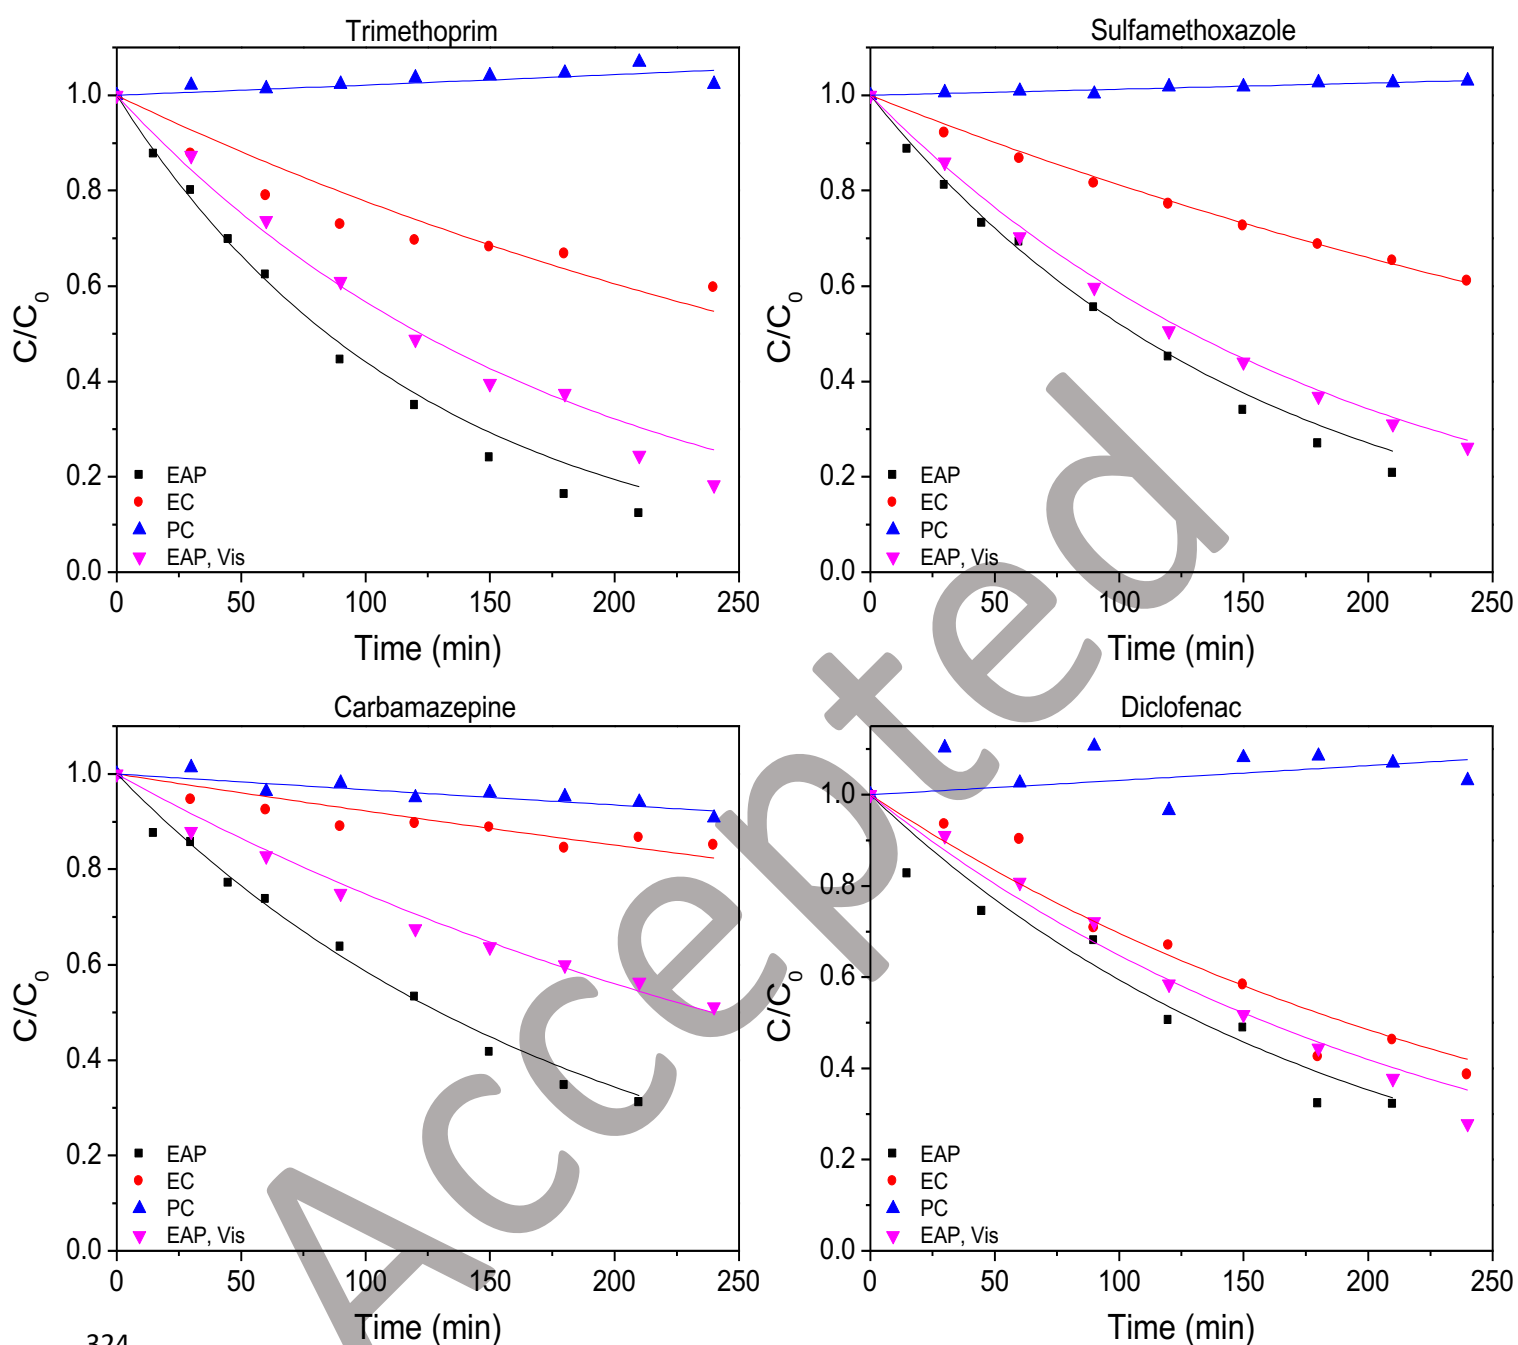 Trimethoprim
1.0
0.8
0.6
0.4
0.2
0.0
C/C0
EAP
EC
PC
EAP, Vis
0 50 100 150 200 250
Time (min)
Sulfamethoxazole
1.0
0.8
0.6
0.4
0.2
0.0
C/C0
EAP
EC
PC
EAP, Vis
0 50 100 150 200 250
Time (min)
Carbamazepine
1.0
0.8
0.6
0.4
0.2
0.0
C/C0
EAP
EC
PC
EAP, Vis
0 50 100 150 200 250
Time (min)
Diclofenac
1.0
0.8
0.6
0.4
0.2
0.0
C/C0
EAP
EC
PC
EAP, Vis
0 50 100 150 200 250
Time (min)
324
Accepted